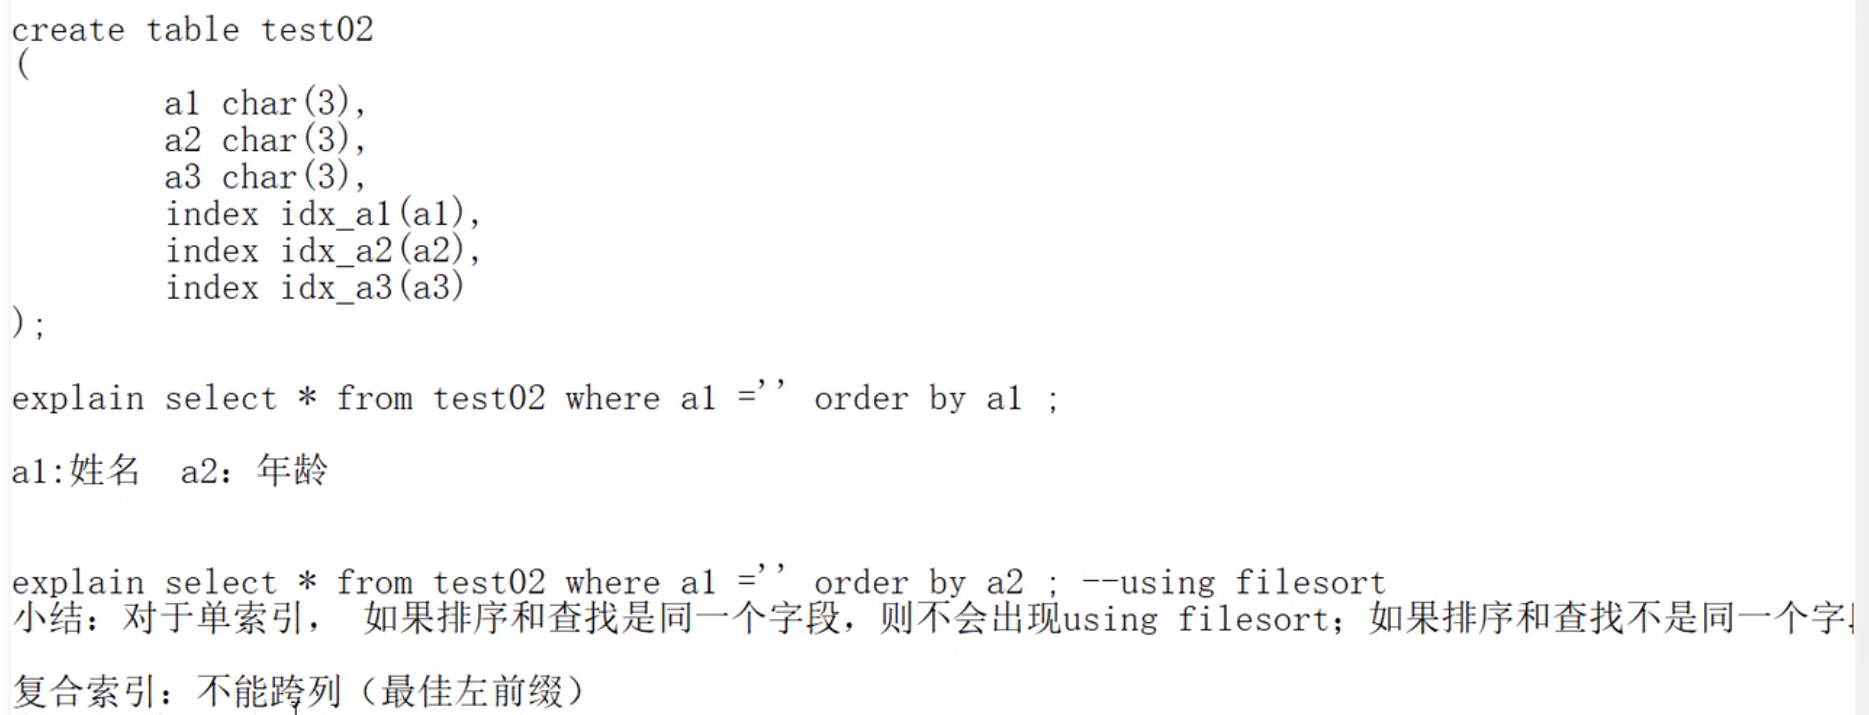 create table test02
(
a1 char(3),
a2 char(3),
a3 char(3),
index idx_a1(a1),
index idx_a2(a2),
index idx_a3(a3)
);
explain select * from test02 where a1 ='' order by a1 ;
a1:姓名 a2：年龄
explain select * from test02 where a1 ='' order by a2 ; --using filesort
小结：对于单索引， 如果排序和查找是同一个字段，则不会出现using filesort；如果排序和查找不是同一个字
复合索引：不能跨列（最佳左前缀）